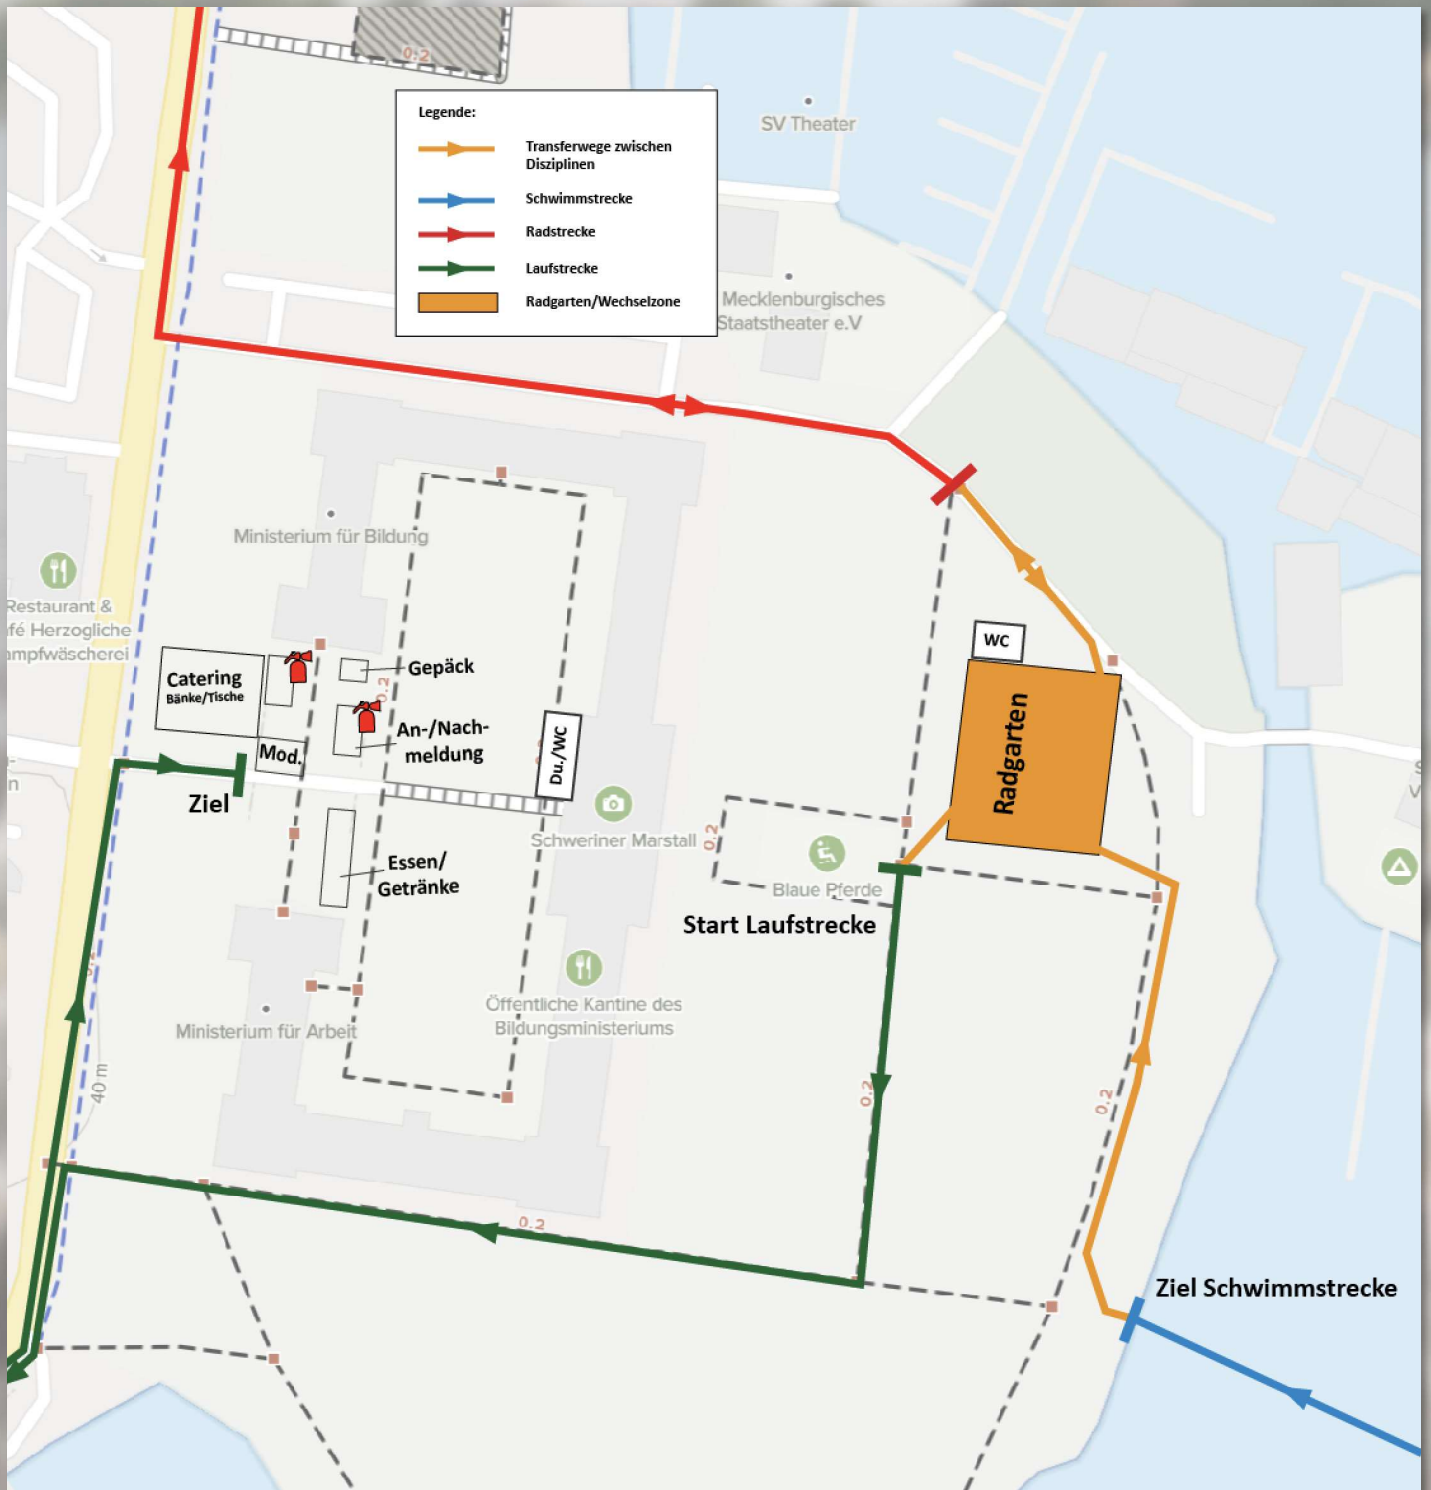 0.2
Legende:
Transferwege zwischen
Disziplinen
Schwimmstrecke
Radstrecke
Laufstrecke
Radgarten/Wechselzone
SV Theater
Mecklenburgisches
Staatstheater e.V
Ministerium für Bildung
Restaurant &
fé Herzogliche
ampfwäscherei
WC
Catering
Bänke/Tische
Gepäck
0.2
An-/Nach-
meldung
Mod.
Du./WC
Radgarten
Ziel
Schweriner Marstall
0.2
Essen/
Getränke
Blaue Pferde
Start Laufstrecke
Öffentliche Kantine des
Bildungsministeriums
Ministerium für Arbeit
40 m
0.2
0.2
0.2
Ziel Schwimmstrecke